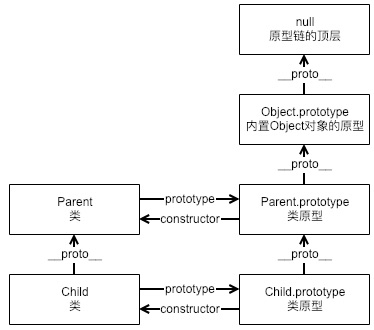 null
原型链的顶层
__proto__
Object.prototype
内置Object对象的原型
__proto__
Parent
类
prototype
constructor
Parent.prototype
类原型
__proto__
__proto__
Child
类
prototype
constructor
Child.prototype
类原型